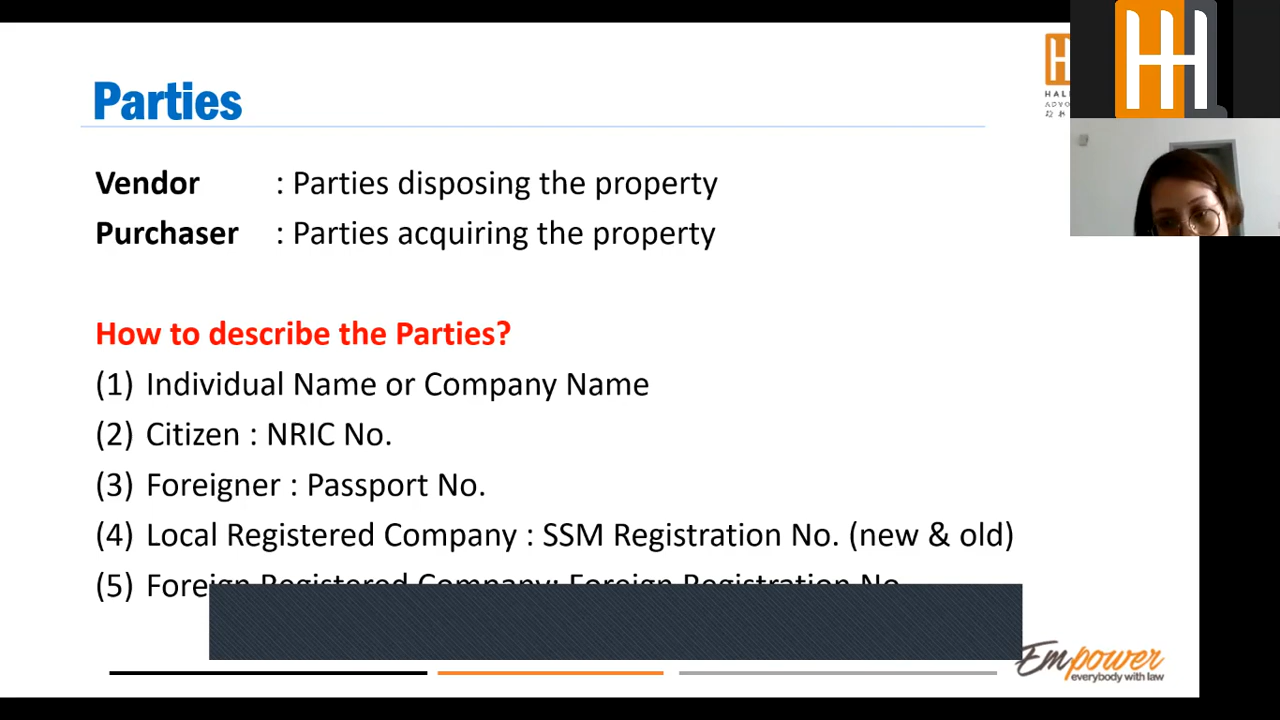 Parties
HAL
Vendor : Parties disposing the property
Purchaser : Parties acquiring the property
How to describe the Parties?
(1) Individual Name or Company Name
(2) Citizen : NRIC No.
(3) Foreigner : Passport No.
(4) Local Registered Company : SSM Registration No. (new & old)
(5) Foreign Registered Company: Foreign Registration No.
Empower
everybody with law